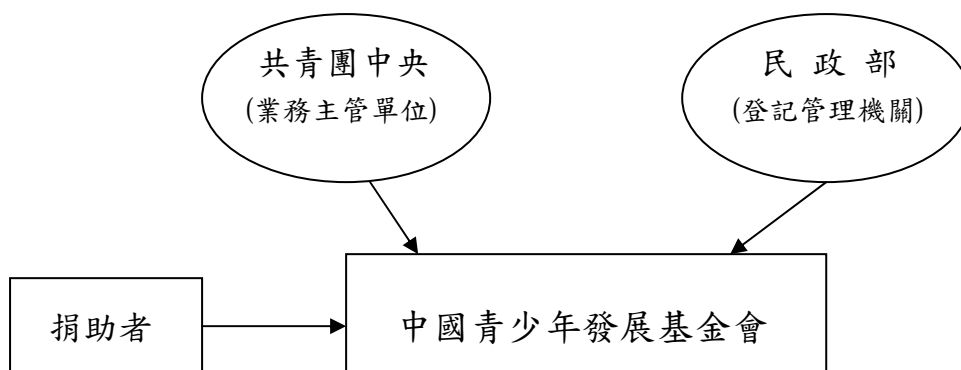 共青團中央
(業務主管單位)
民政部
(登記管理機關)
捐助者
中國青少年發展基金會